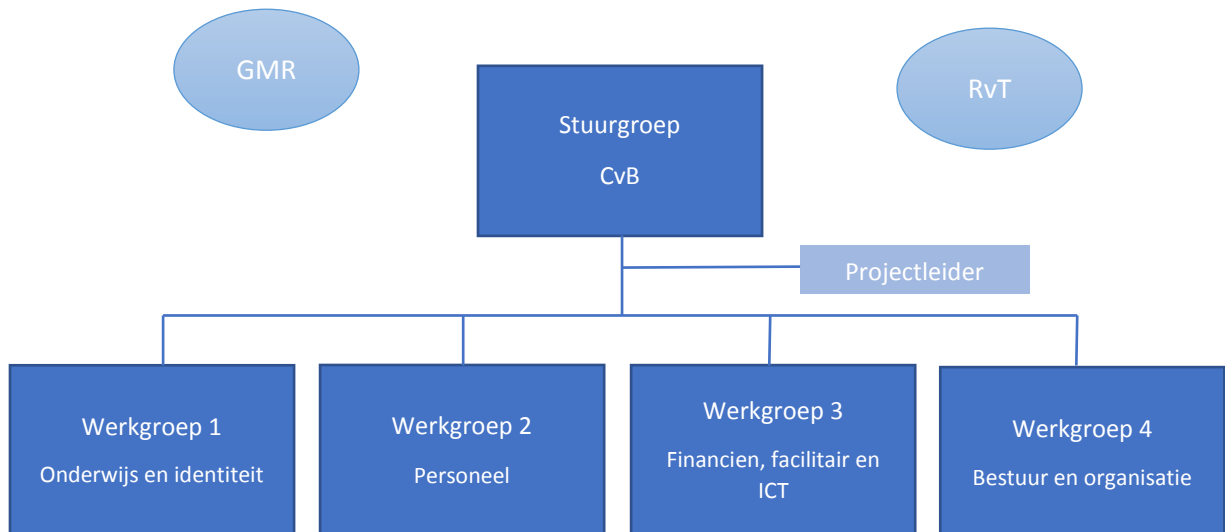 GMR
RvT
Stuurgroep
CvB
Projectleider
Werkgroep 1
Onderwijs en identiteit
Werkgroep 2
Personeel
Werkgroep 3
Financien, facilitair en
ICT
Werkgroep 4
Bestuur en organisatie